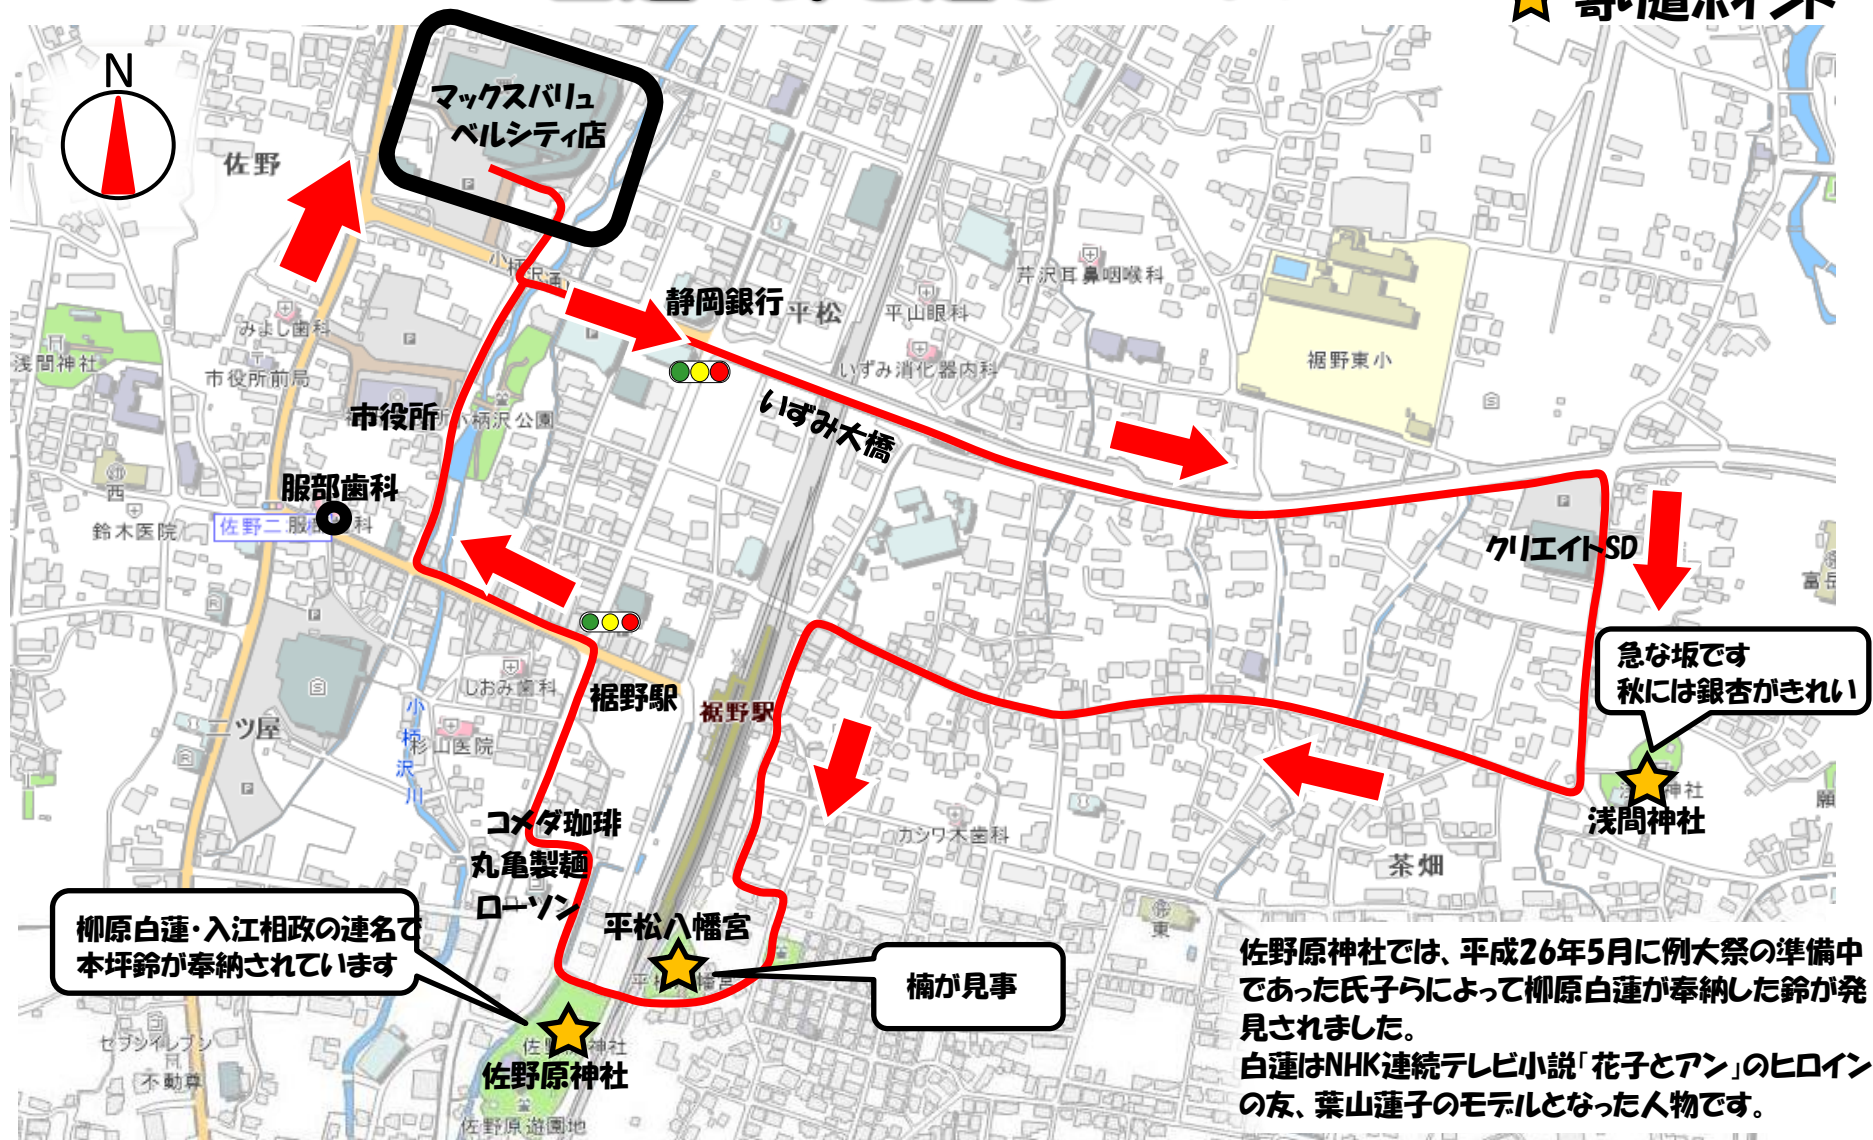 寄り道ポイント
N
マックスバリュ
ベルシティ店
佐野
小柄沢通
静岡銀行
平松
平山眼科
芹沢耳鼻咽喉科
みよし歯科
浅間神社
市役所前局
いずみ消化器内科
裾野東小
市役所
小柄沢公園
いずみ大橋
服部歯科
西
鈴木医院
佐野二
クリエイトSD
急な坂です
秋には銀杏がきれい
しおみ歯科
裾野駅
裾野駅
二ツ屋
杉山医院
小柄沢川
浅間神社
コメダ珈琲
丸亀製麺
ローソン
カシワ木歯科
茶畑
東
柳原白蓮・入江相政の連名で
本坪鈴が奉納されています
平松八幡宮
楠が見事
佐野原神社では、平成26年5月に例大祭の準備中
であった氏子らによって柳原白蓮が奉納した鈴が発
見されました。
白蓮はNHK連続テレビ小説「花子とアン」のヒロイン
の友、葉山蓮子のモデルとなった人物です。
セブンイレブン
不動尊
佐野原神社
佐野原遊園地